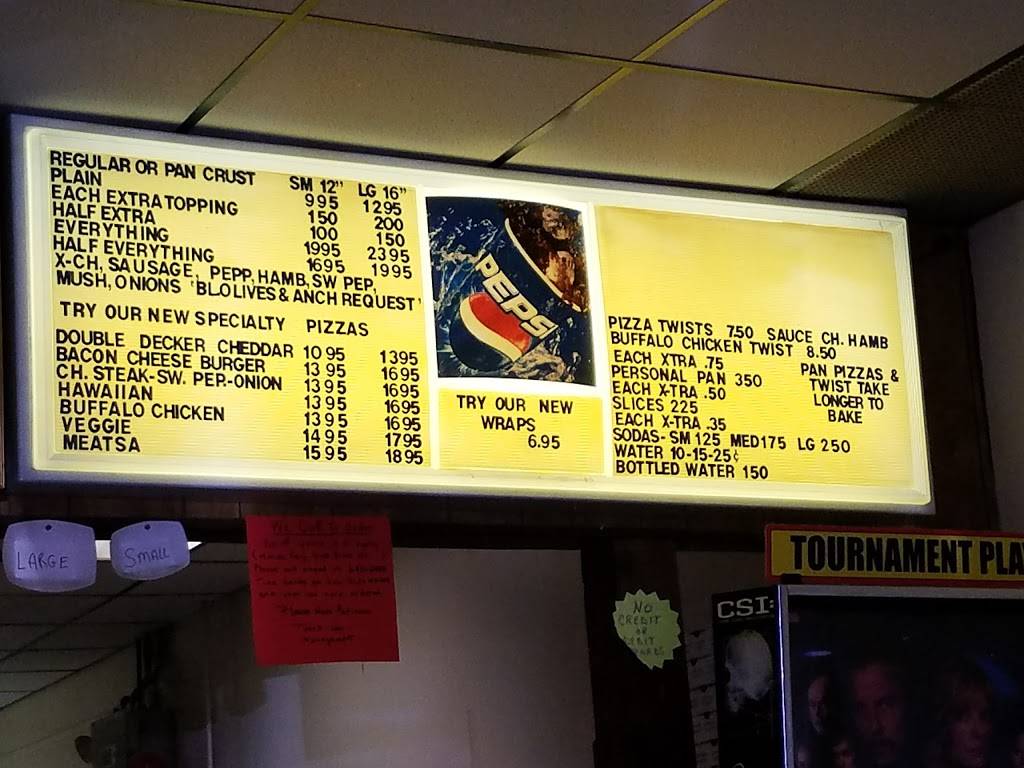 REGULAR OR PAN CRUST SM 12" LG 16"
PLAIN 995 1295
EACH EXTRA TOPPING 150 200
HALF EXTRA 100 150
EVERYTHING 1995 2395
HALF EVERYTHING 1695 1995
X-CH, SAUSAGE, PEPP, HAMB, SW PEP,
MUSH, ONIONS 'BLOLIVES & ANCH REQUEST'
TRY OUR NEW SPECIALTY PIZZAS
DOUBLE DECKER CHEDDAR 1095 1395
BACON CHEESE BURGER 1395 1695
CH. STEAK-SW. PEP.-ONION 1395 1695
HAWAIIAN 1395 1695
BUFFALO CHICKEN 1395 1695
VEGGIE 1495 1795
MEATSA 1595 1895
PEPSI
TRY OUR NEW
WRAPS
6.95
PIZZA TWISTS 7.50 SAUCE CH. HAMB
BUFFALO CHICKEN TWIST 8.50
EACH XTRA .75
PERSONAL PAN 350
EACH X-TRA .50
SLICES 225
EACH X-TRA .35
SODAS- SM 125 MED 175 LG 250
WATER 10-15-25¢
BOTTLED WATER 150
PAN PIZZAS &
TWIST TAKE
LONGER TO
BAKE
LARGE
SMALL
Management
NO
CREDIT
OR
DEBIT
CARDS
TOURNAMENT PLA
CSI: